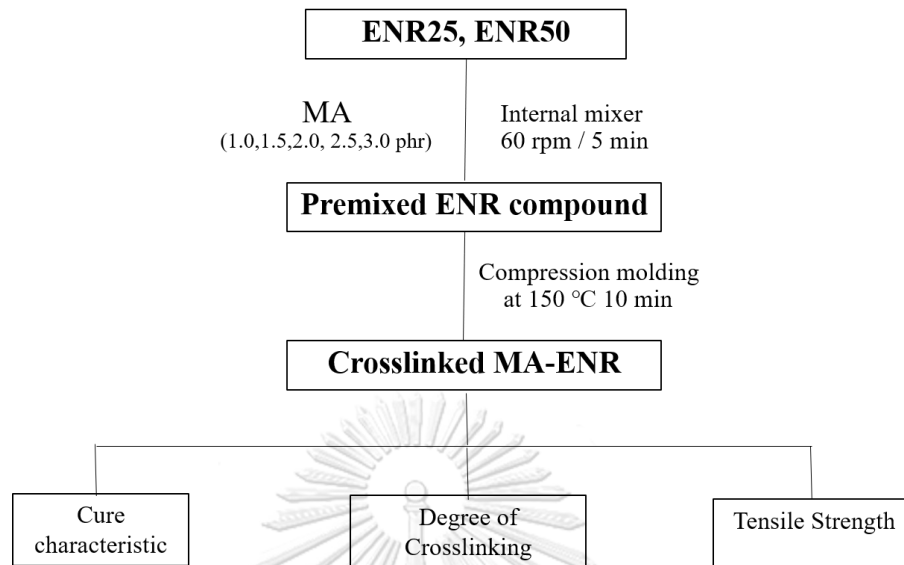 ENR25, ENR50
MA
(1.0,1.5,2.0, 2.5,3.0 phr)
Internal mixer
60 rpm / 5 min
Premixed ENR compound
Compression molding
at 150 ℃ 10 min
Crosslinked MA-ENR
Cure
characteristic
Degree of
Crosslinking
Tensile Strength